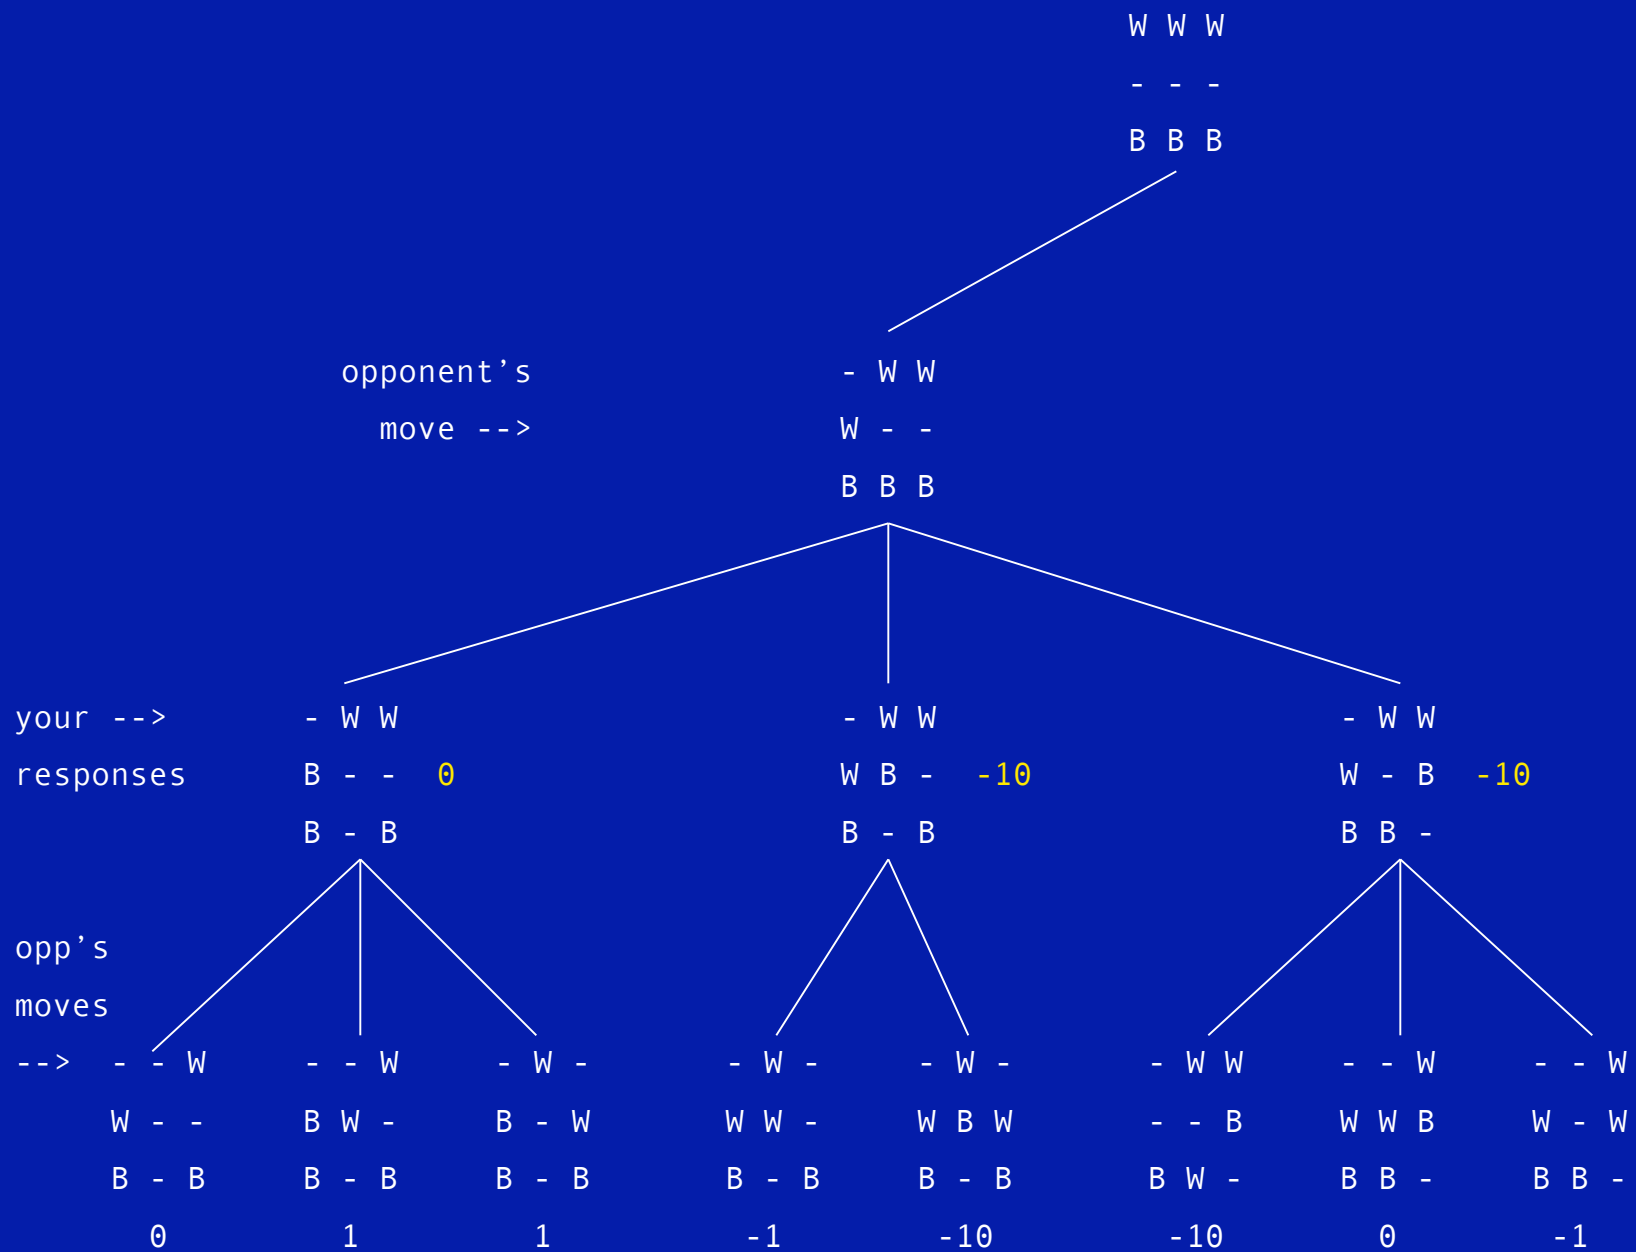 W W W
- - -
B B B
opponent’s - W W
move --> W - -
B B B
your --> - W W - W W - W W
responses B - - 0 W B - -10 W - B -10
B - B B - B B B -
opp’s
moves
--> - - W - - W - W - - W - - W - - W W - - W - - W
W - - B W - B - W W W - W B W - - B W W B W - W
B - B B - B B - B B - B B - B B W - B B - B B -
0 1 1 -1 -10 -10 0 -1